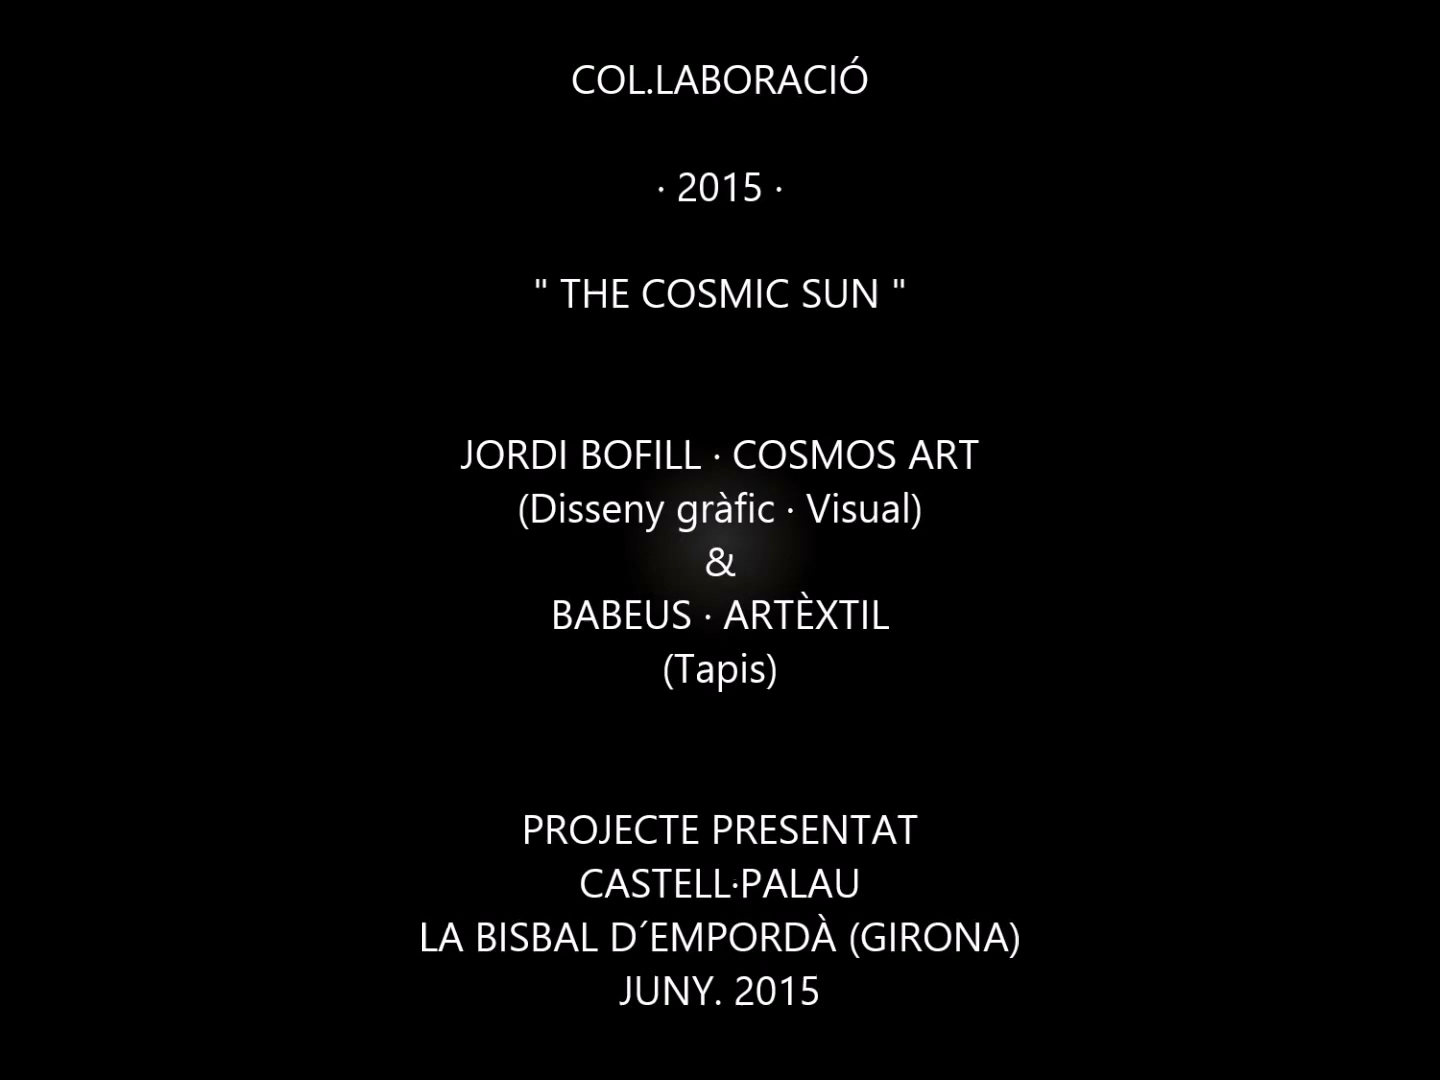 COL.LABORACIÓ
· 2015 ·
" THE COSMIC SUN "
JORDI BOFILL · COSMOS ART
(Disseny gràfic · Visual)
&
BABEUS · ARTÈXTIL
(Tapis)
PROJECTE PRESENTAT
CASTELL·PALAU
LA BISBAL D´EMPORDÀ (GIRONA)
JUNY. 2015